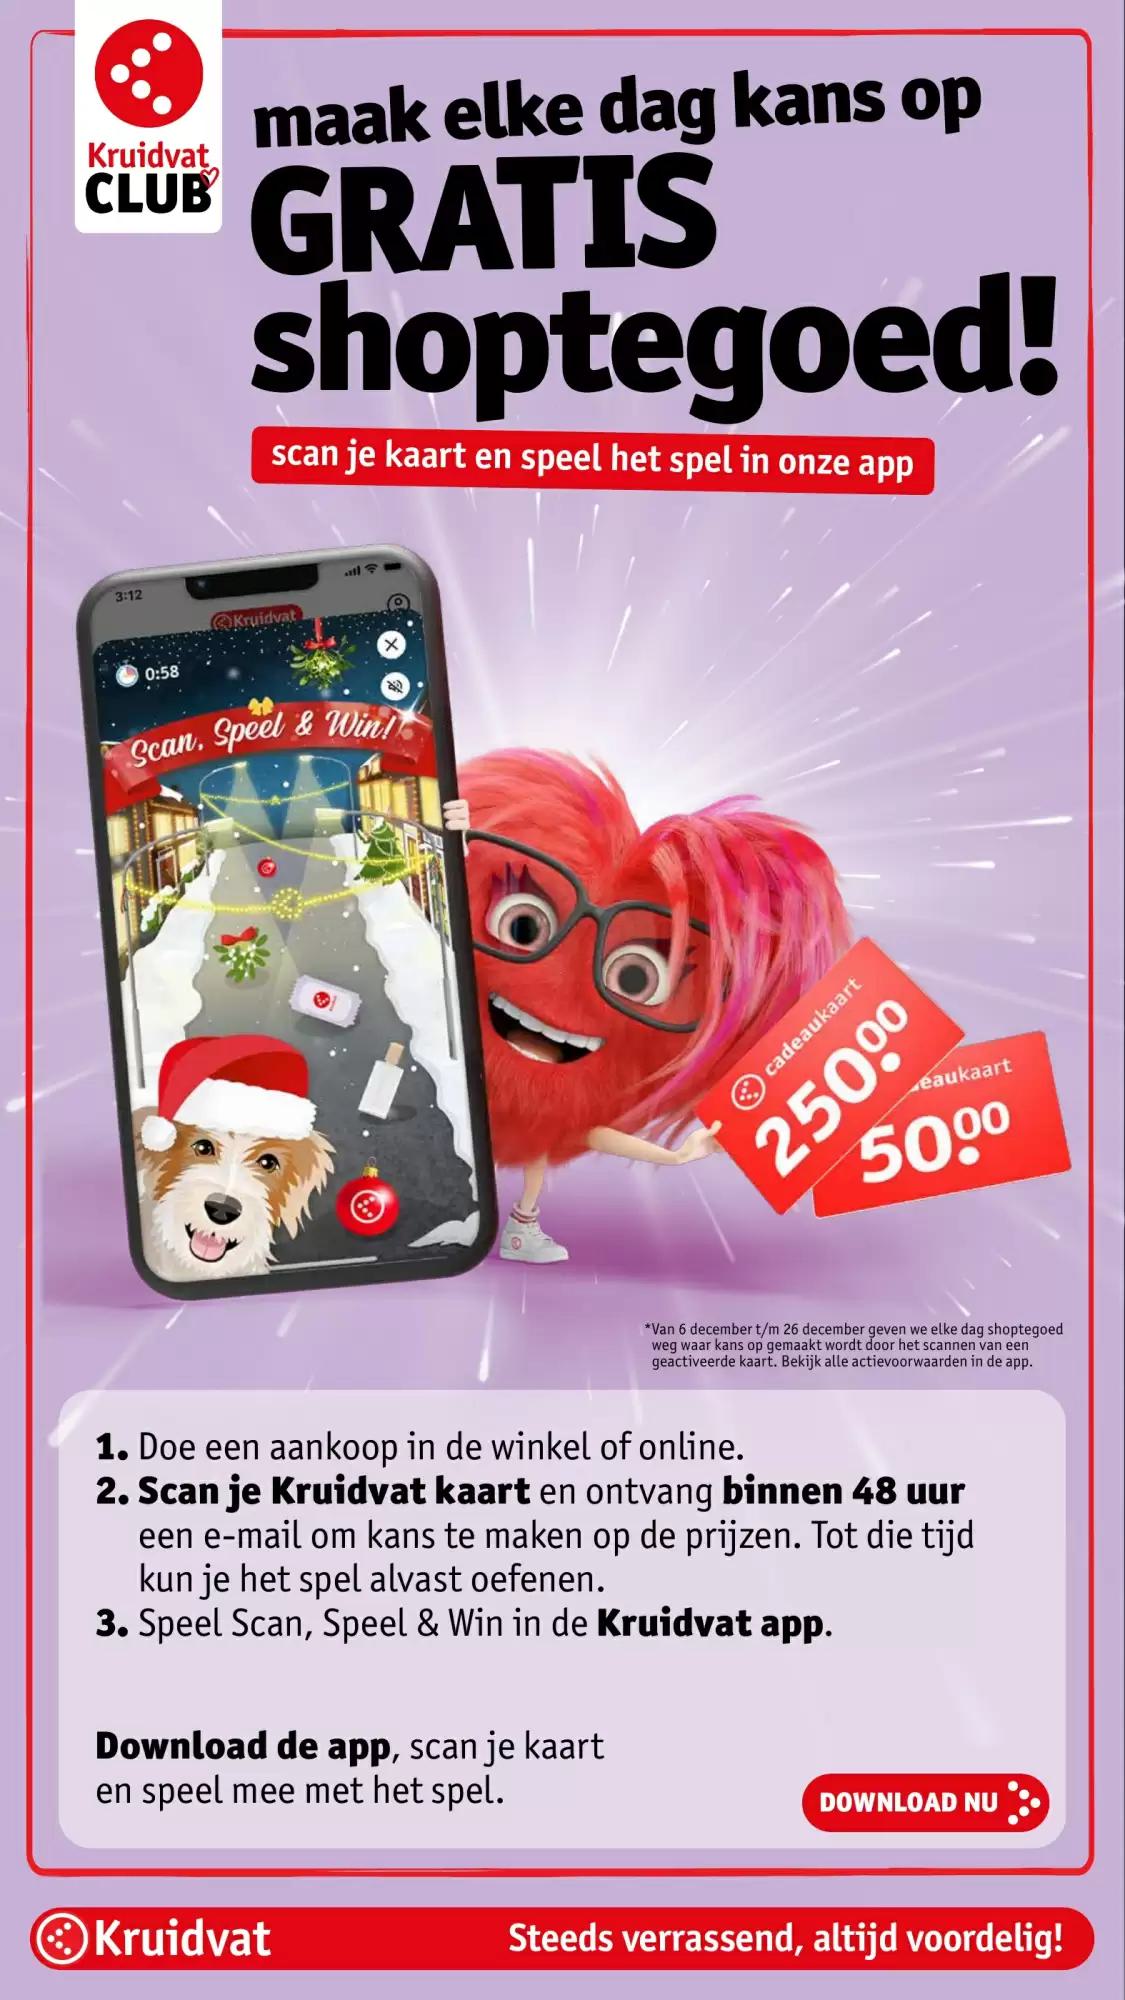 Kruidvat
CLUB
maak elke dag kans op
GRATIS
shoptegoed!
scan je kaart en speel het spel in onze app
3:12
Kruidvat
0:58
Scan, Speel & Win!
cadeaukaart
250.00
eaukaart
50.00
*Van 6 december t/m 26 december geven we elke dag shoptegoed
weg waar kans op gemaakt wordt door het scannen van een
geactiveerde kaart. Bekijk alle actievoorwaarden in de app.
1. Doe een aankoop in de winkel of online.
2. Scan je Kruidvat kaart en ontvang binnen 48 uur
een e-mail om kans te maken op de prijzen. Tot die tijd
kun je het spel alvast oefenen.
3. Speel Scan, Speel & Win in de Kruidvat app.
Download de app, scan je kaart
en speel mee met het spel.
DOWNLOAD NU
Kruidvat
Steeds verrassend, altijd voordelig!